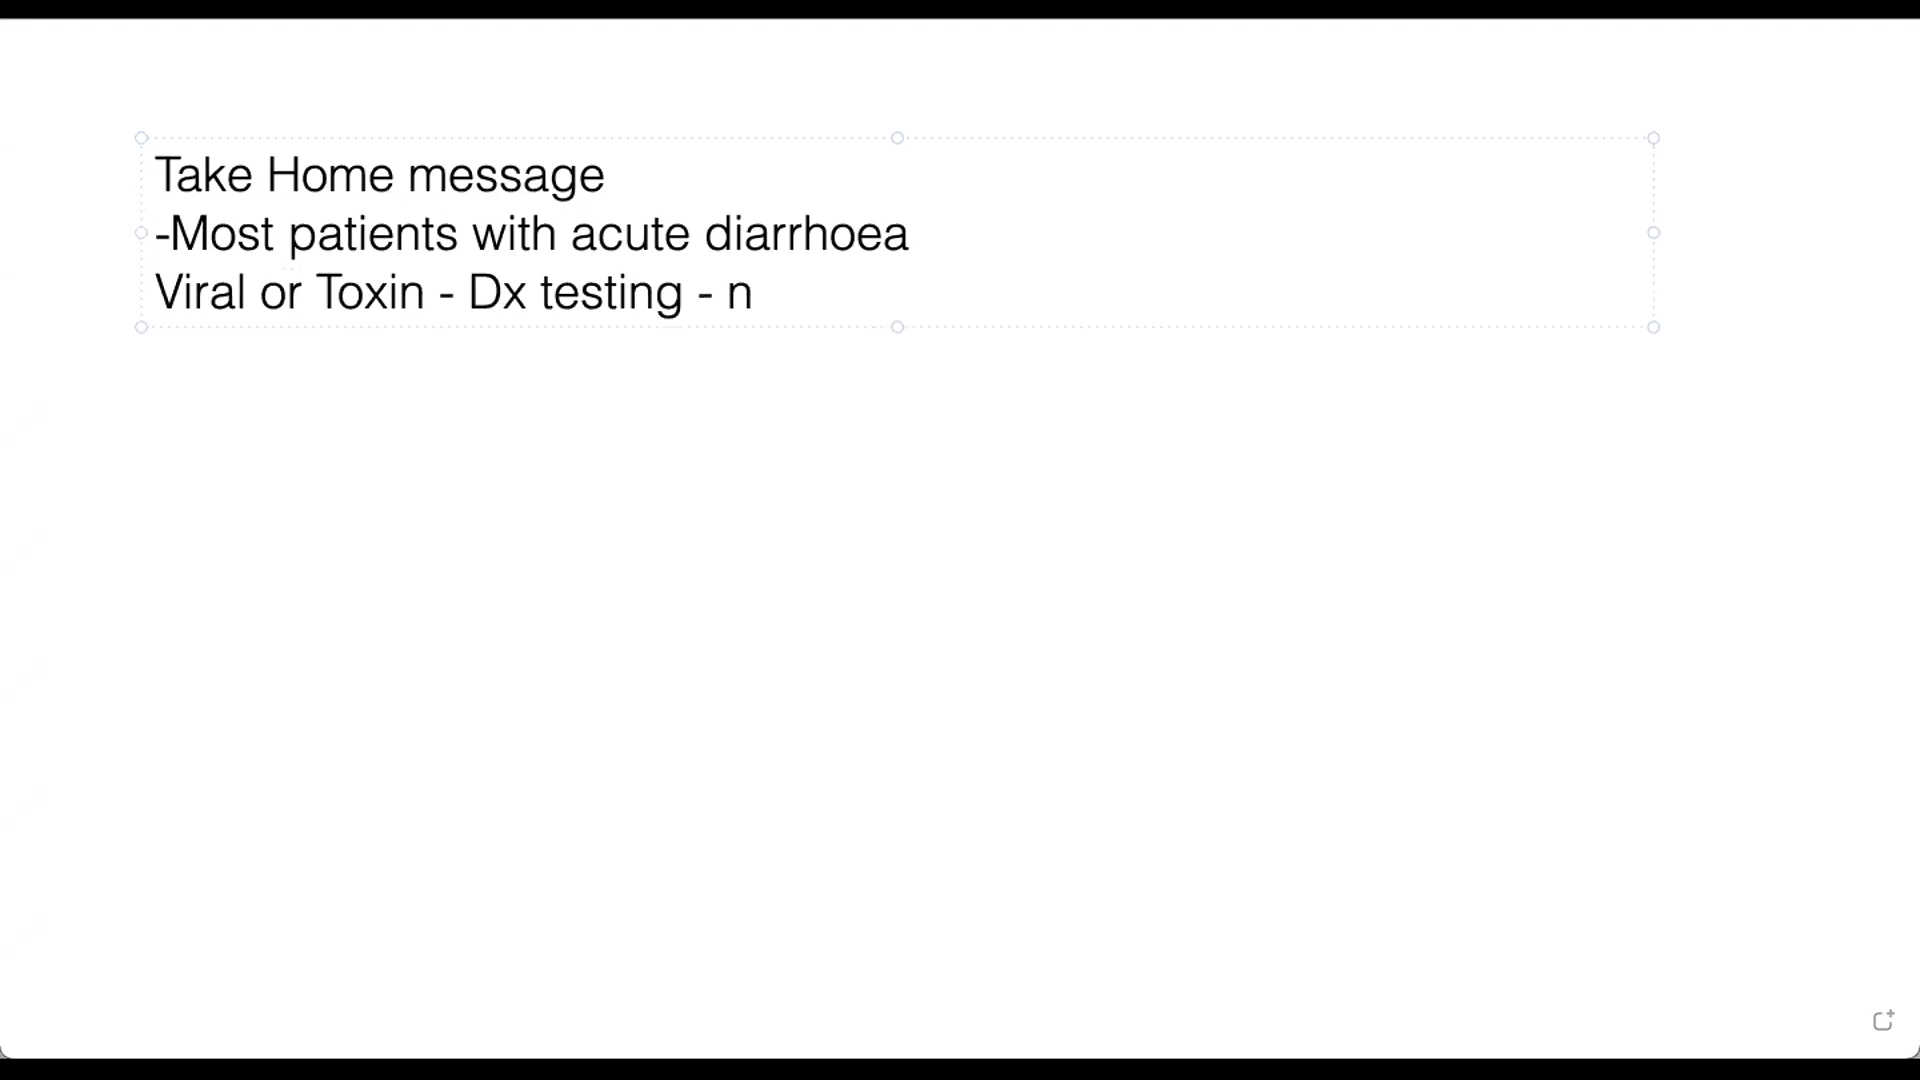 Take Home message
-Most patients with acute diarrhoea
Viral or Toxin - Dx testing - n